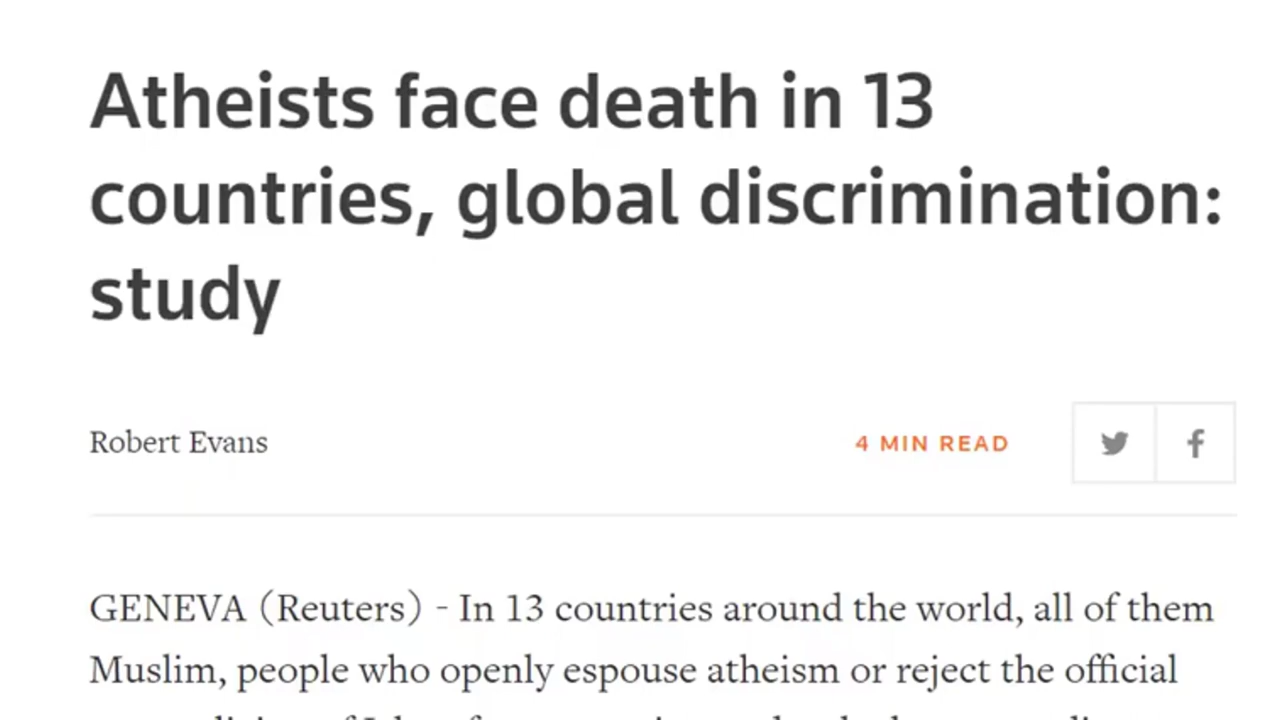 Atheists face death in 13
countries, global discrimination:
study
Robert Evans
4 MIN READ
GENEVA (Reuters) - In 13 countries around the world, all of them
Muslim, people who openly espouse atheism or reject the official